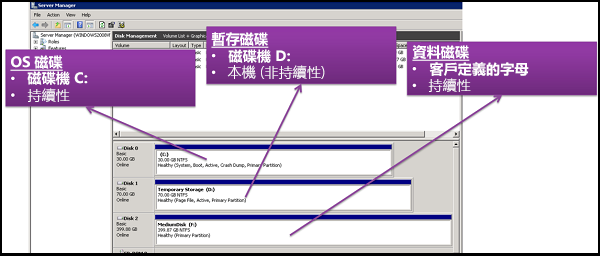 Server Manager
File Action View Help
Server Manager (WIN2008
Roles
Features
Disk Management Volume List + Graphical
Volume
Layout
Type
OS 磁碟
• 磁碟機 C:
• 持續性
暫存磁碟
• 磁碟機 D:
• 本機 (非持續性)
資料磁碟
• 客戶定義的字母
• 持續性
Disk 0
Basic
30.00 GB
Online
(C:)
30.00 GB NTFS
Healthy (System, Boot, Active, Crash Dump, Primary Partition)
Disk 1
Basic
70.00 GB
Online
Temporary Storage (D:)
70.00 GB NTFS
Healthy (Page File, Active, Primary Partition)
Disk 2
Basic
399.88 GB
Online
MediumDisk (F:)
399.87 GB NTFS
Healthy (Primary Partition)